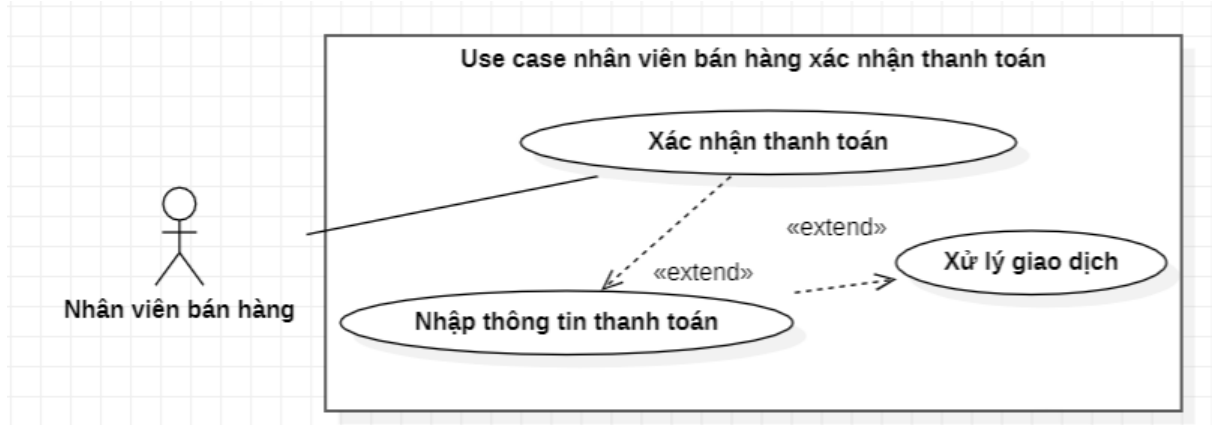 Use case nhân viên bán hàng xác nhận thanh toán
Xác nhận thanh toán
«extend»
Xử lý giao dịch
«extend»
Nhân viên bán hàng
Nhập thông tin thanh toán